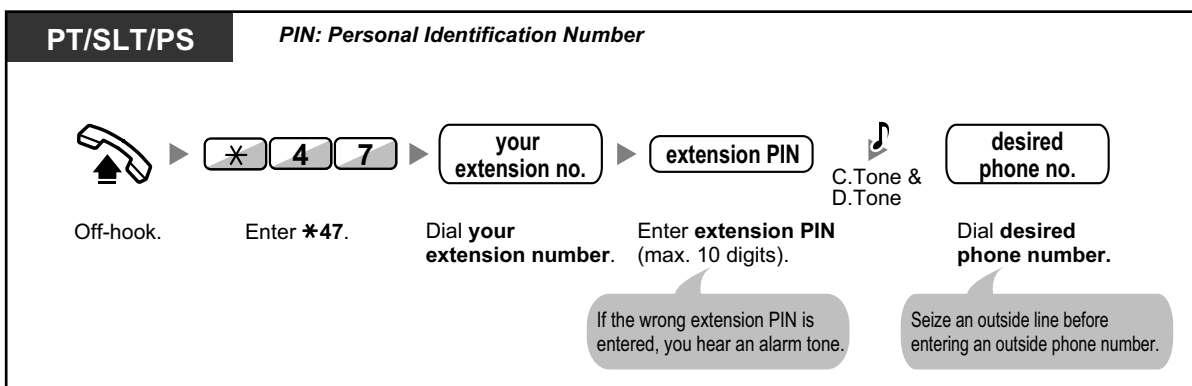 PT/SLT/PS
PIN: Personal Identification Number
* 4 7
your
extension no.
extension PIN
C.Tone &
D.Tone
desired
phone no.
Off-hook.
Enter *47.
Dial your
extension number.
Enter extension PIN
(max. 10 digits).
Dial desired
phone number.
If the wrong extension PIN is
entered, you hear an alarm tone.
Seize an outside line before
entering an outside phone number.